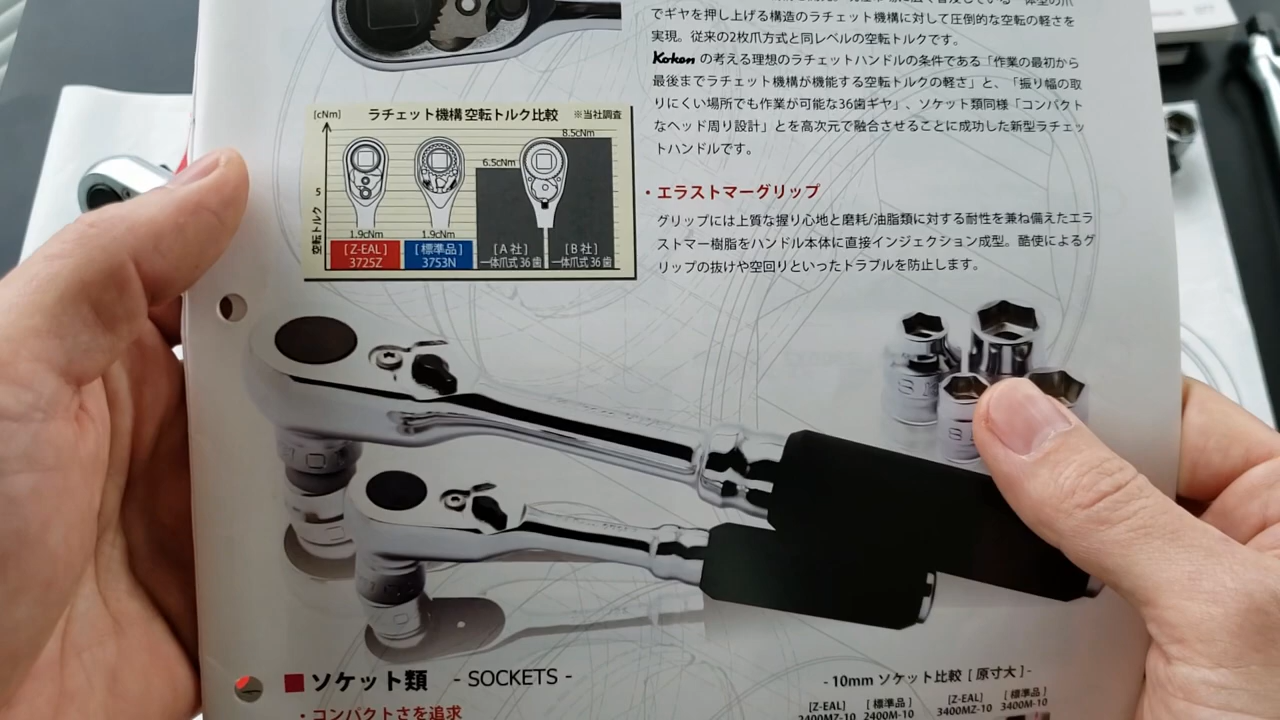 でギヤを押し上げる構造のラチェット機構に対して圧倒的な空転の軽さを
実現。従来の2枚爪方式と同レベルの空転トルクです。
Koken の考える理想のラチェットハンドルの条件である「作業の最初から
最後までラチェット機構が機能する空転トルクの軽さ」と、「振り幅の取
りにくい場所でも作業が可能な36歯ギヤ」、ソケット類同様「コンパクト
なヘッド周り設計」とを高次元で融合させることに成功した新型ラチェッ
トハンドルです。
[cNm] ラチェット機構 空転トルク比較 ※当社調査
8.5cNm
6.5cNm
5
空転トルク
1.9cNm 1.9cNm
[Z-EAL] [標準品] [A 社] [B 社]
3725Z 3753N 一体爪式 36 歯 一体爪式 36 歯
・エラストマーグリップ
グリップには上質な握り心地と磨耗/油脂類に対する耐性を兼ね備えたエラ
ストマー樹脂をハンドル本体に直接インジェクション成型。酷使によるグ
リップの抜けや空回りといったトラブルを防止します。
■ ソケット類 - SOCKETS -
・コンパクトさを追求
- 10mm ソケット比較 [ 原寸大 ] -
[Z-EAL] [ 標準品 ] [Z-EAL] [ 標準品 ]
2400MZ-10 2400M-10 3400MZ-10 3400M-10